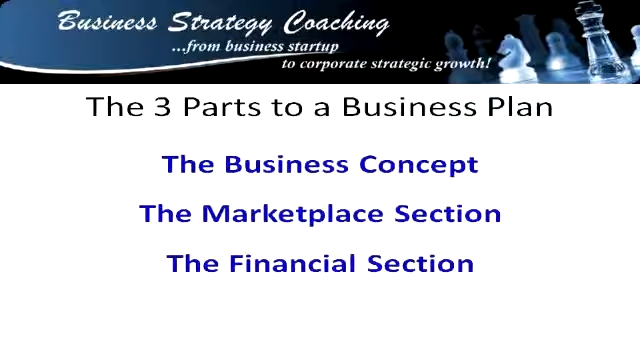 Business Strategy Coaching
...from business startup
to corporate strategic growth!
The 3 Parts to a Business Plan
The Business Concept
The Marketplace Section
The Financial Section